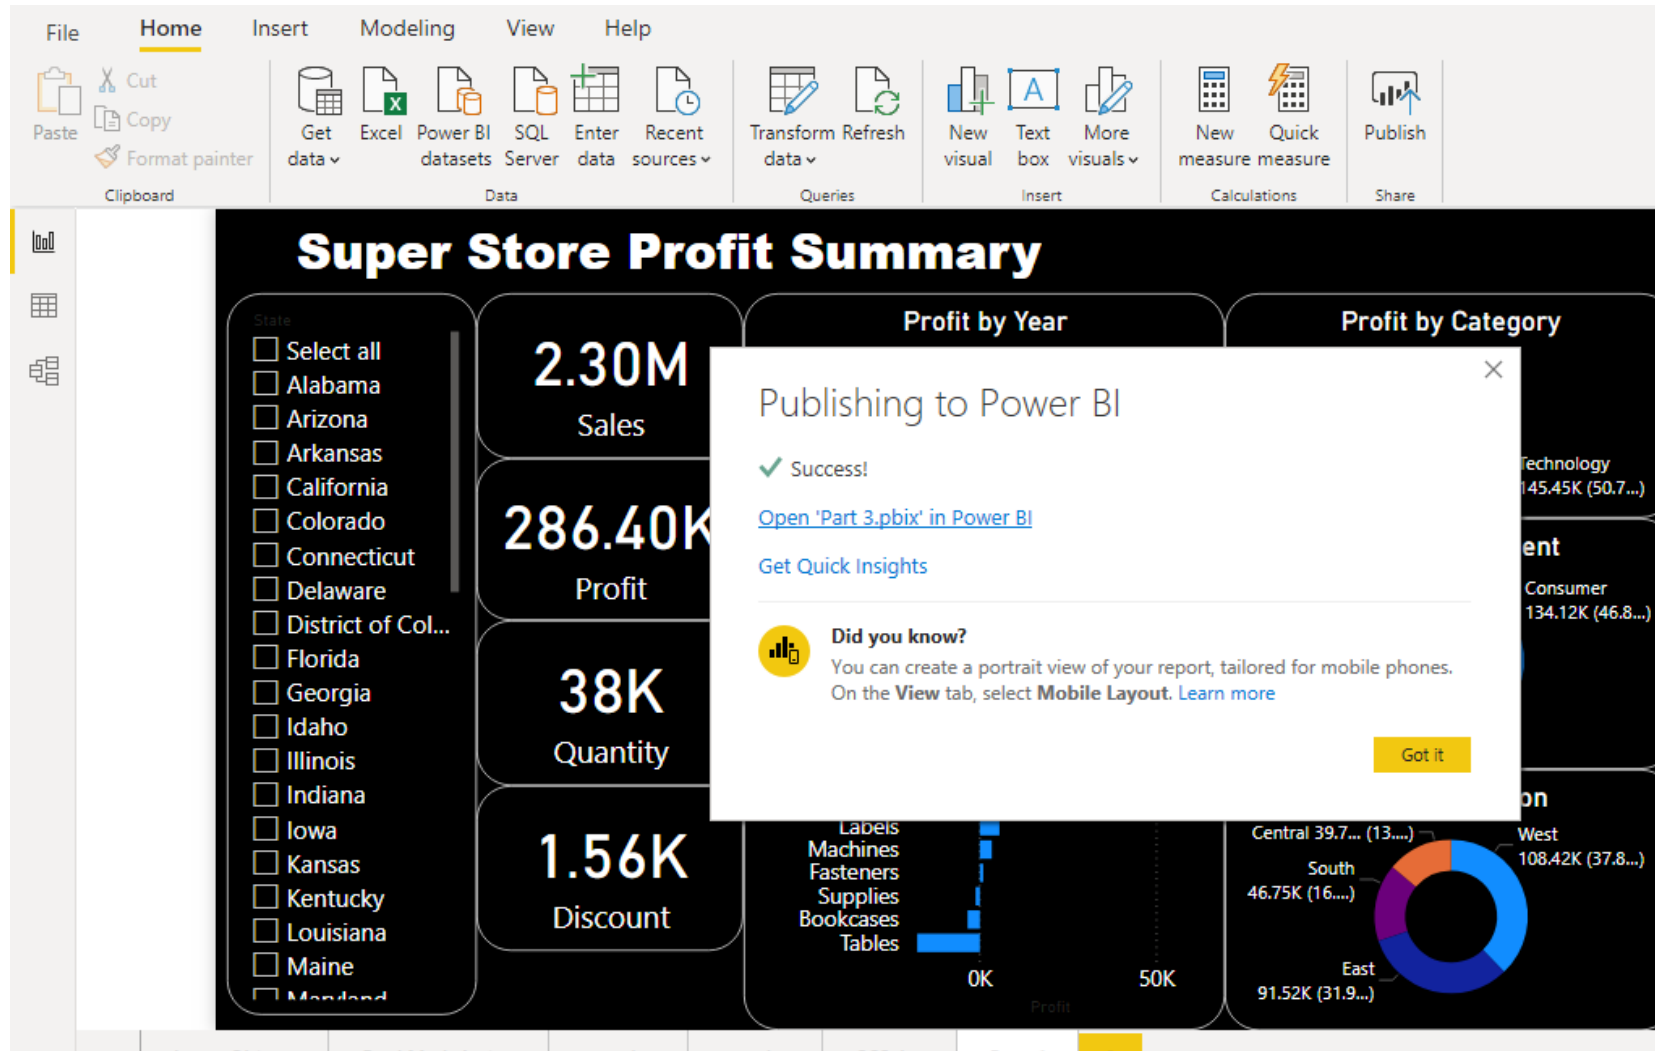 File Home Insert Modeling View Help
Paste
Cut
Copy
Format painter
Clipboard
Get data
Excel
Power BI datasets
SQL Server
Enter data
Recent sources
Data
Transform data
Refresh
Queries
New visual
Text box
More visuals
Insert
New measure
Quick measure
Calculations
Publish
Share
Super Store Profit Summary
State
Select all
Alabama
Arizona
Arkansas
California
Colorado
Connecticut
Delaware
District of Col...
Florida
Georgia
Idaho
Illinois
Indiana
Iowa
Kansas
Kentucky
Louisiana
Maine
Maryland
2.30M
Sales
286.40K
Profit
38K
Quantity
1.56K
Discount
Profit by Year
Profit by Category
Publishing to Power BI
Success!
Open 'Part 3.pbix' in Power BI
Get Quick Insights
Did you know?
You can create a portrait view of your report, tailored for mobile phones.
On the View tab, select Mobile Layout. Learn more
Got it
Technology
145.45K (50.7...)
ent
Consumer
134.12K (46.8...)
Labels
Machines
Fasteners
Supplies
Bookcases
Tables
0K 50K
Profit
on
Central 39.7... (13....)
West
108.42K (37.8...)
South
46.75K (16....)
East
91.52K (31.9...)